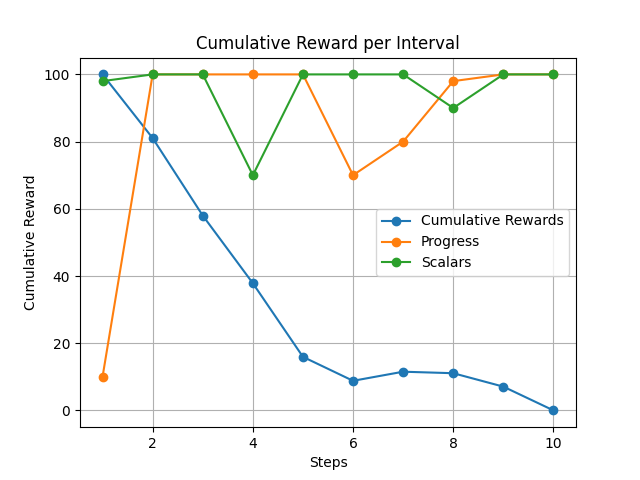 Cumulative Reward per Interval
Cumulative Reward
100
80
60
40
20
0
Cumulative Rewards
Progress
Scalars
2
4
6
8
10
Steps